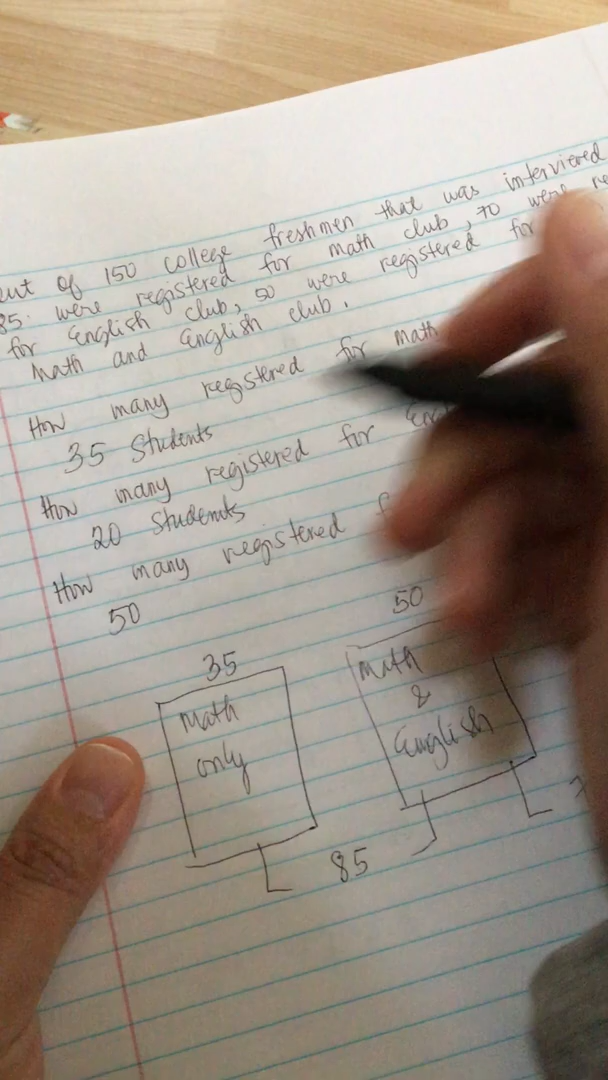 out of 150 college freshmen that was interviewed
85 were registered for math club, 70 were
for English club, 50 were registered for
math and English club.
How many registered for math
35 Students
How many registered for
20 Students
How many registered
50
35
Math
only
50
math
&
English
85